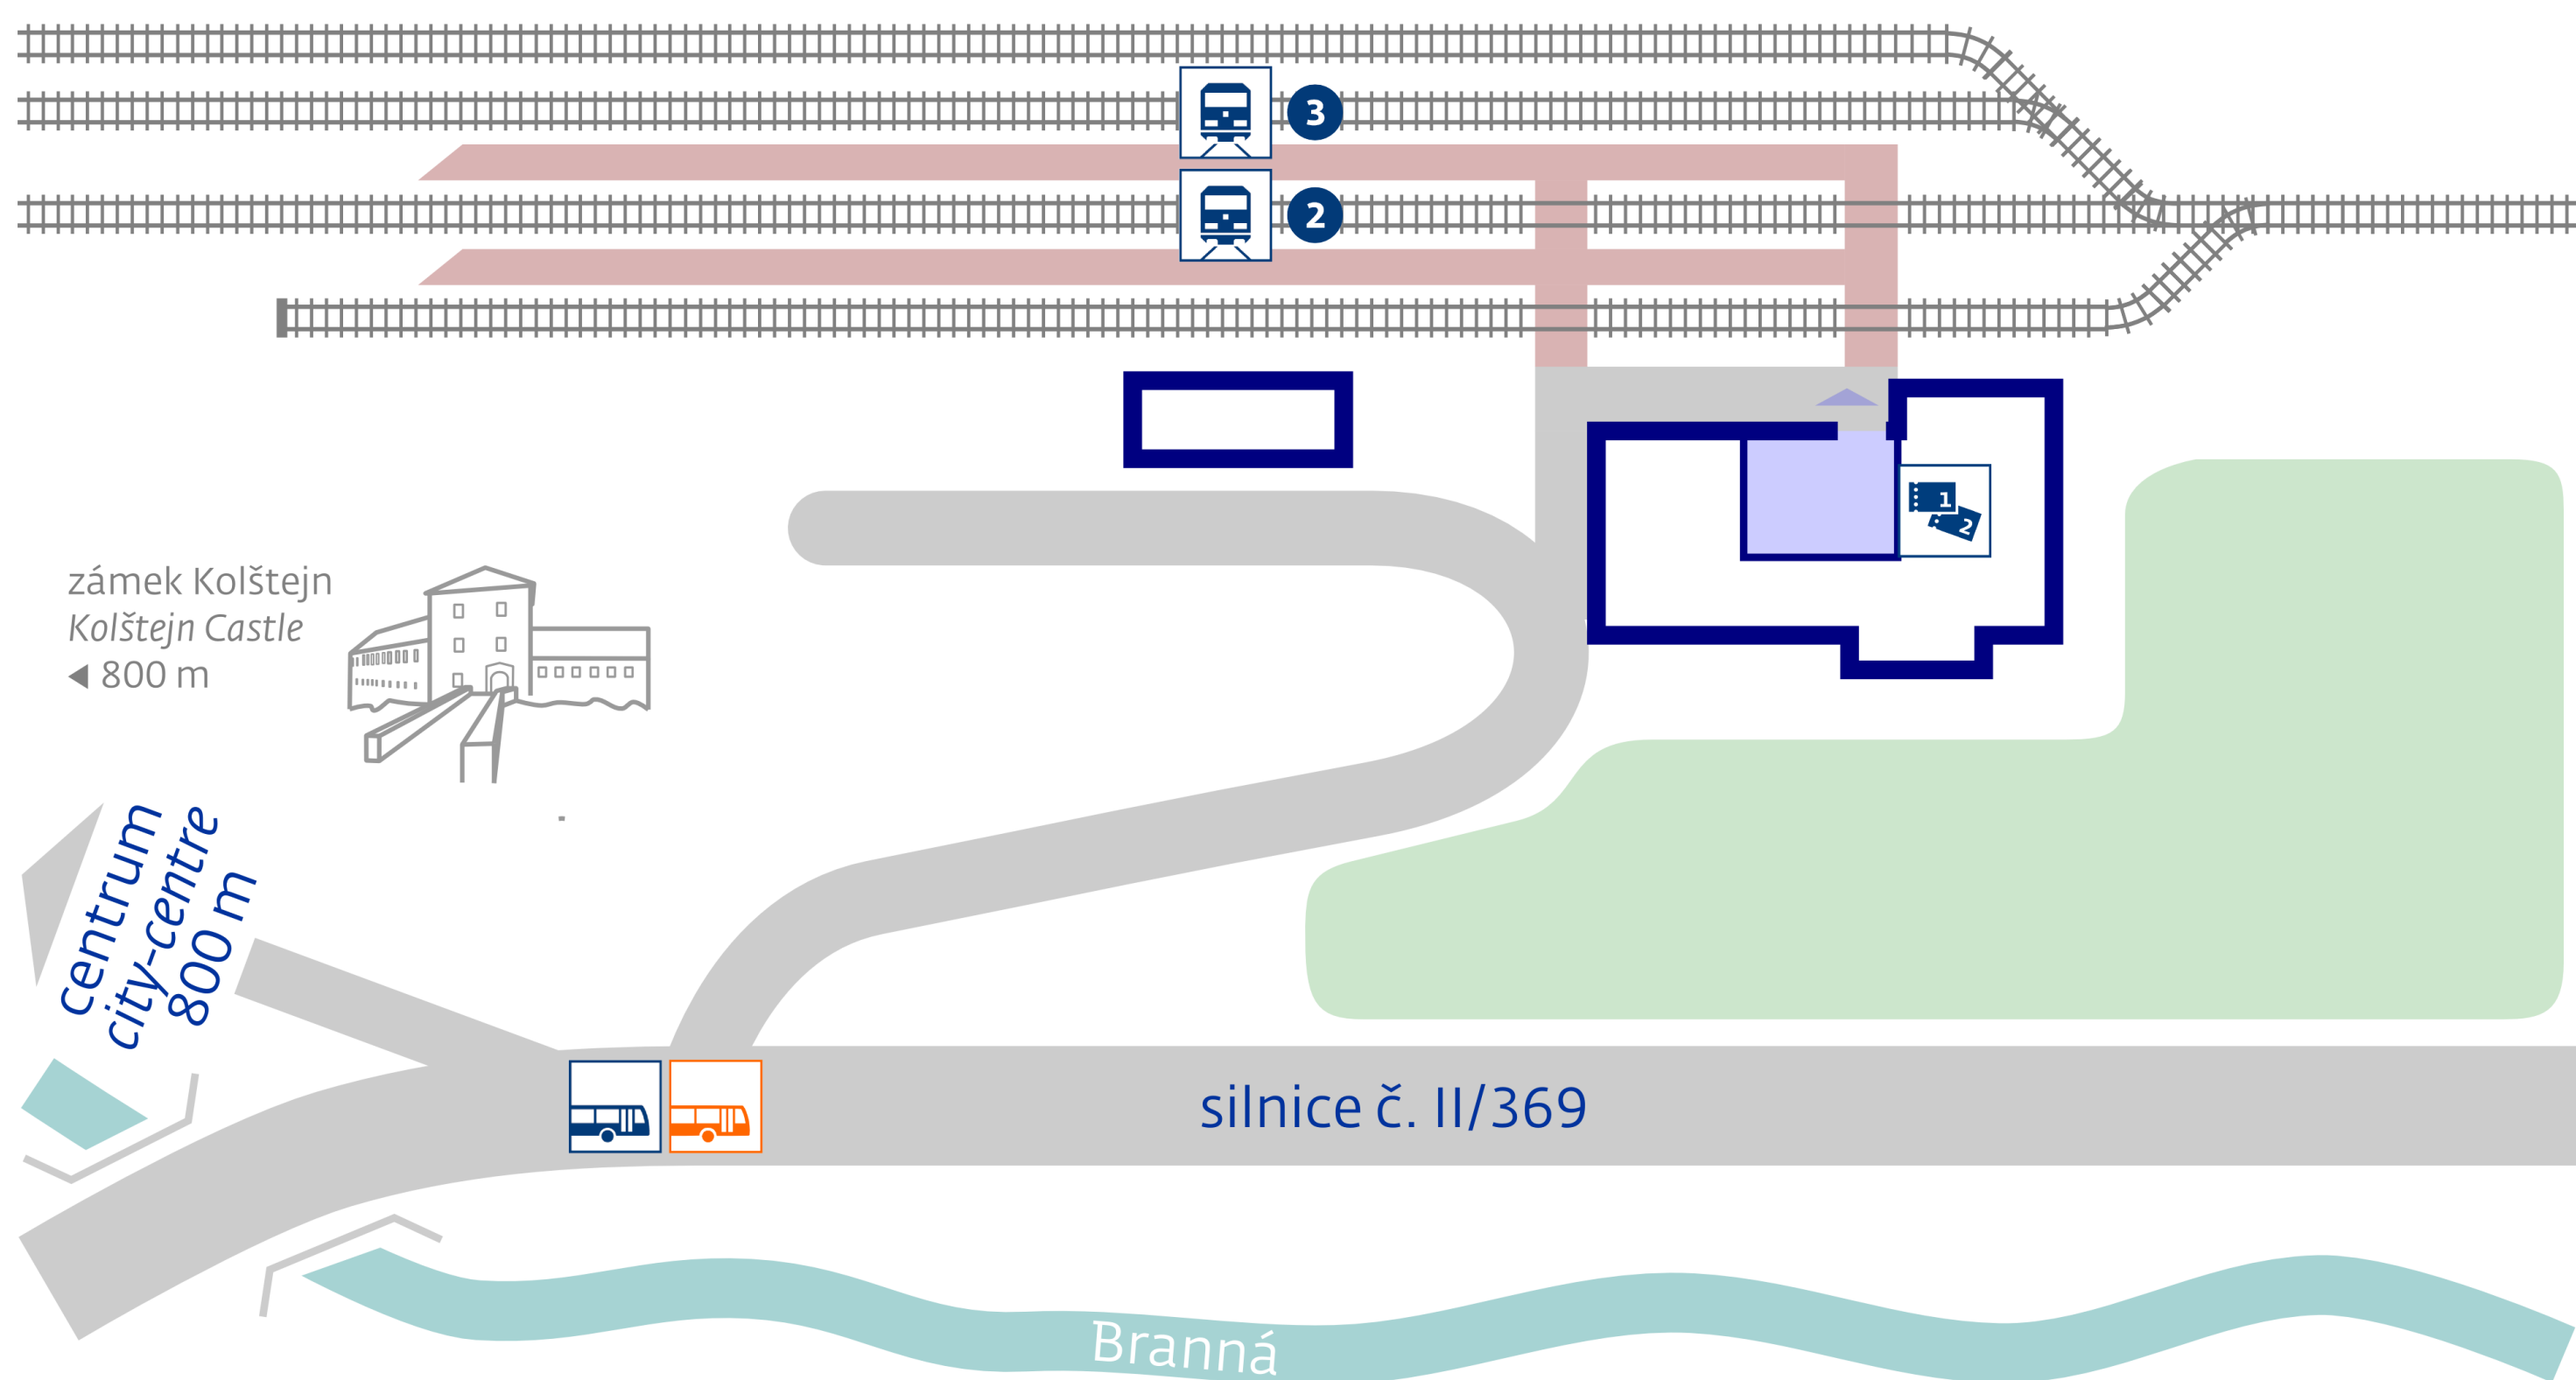 3
2
1
2
zámek Kolštejn
Kolštejn Castle
800 m
centrum
city-centre
800 m
silnice č. II/369
Branná